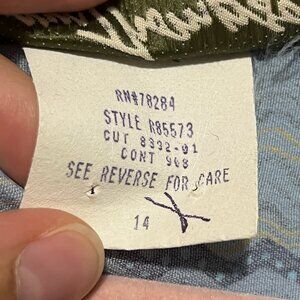 RN#78284
STYLE R85573
CUT 8332-01
CONT 968
SEE REVERSE FOR CARE
14